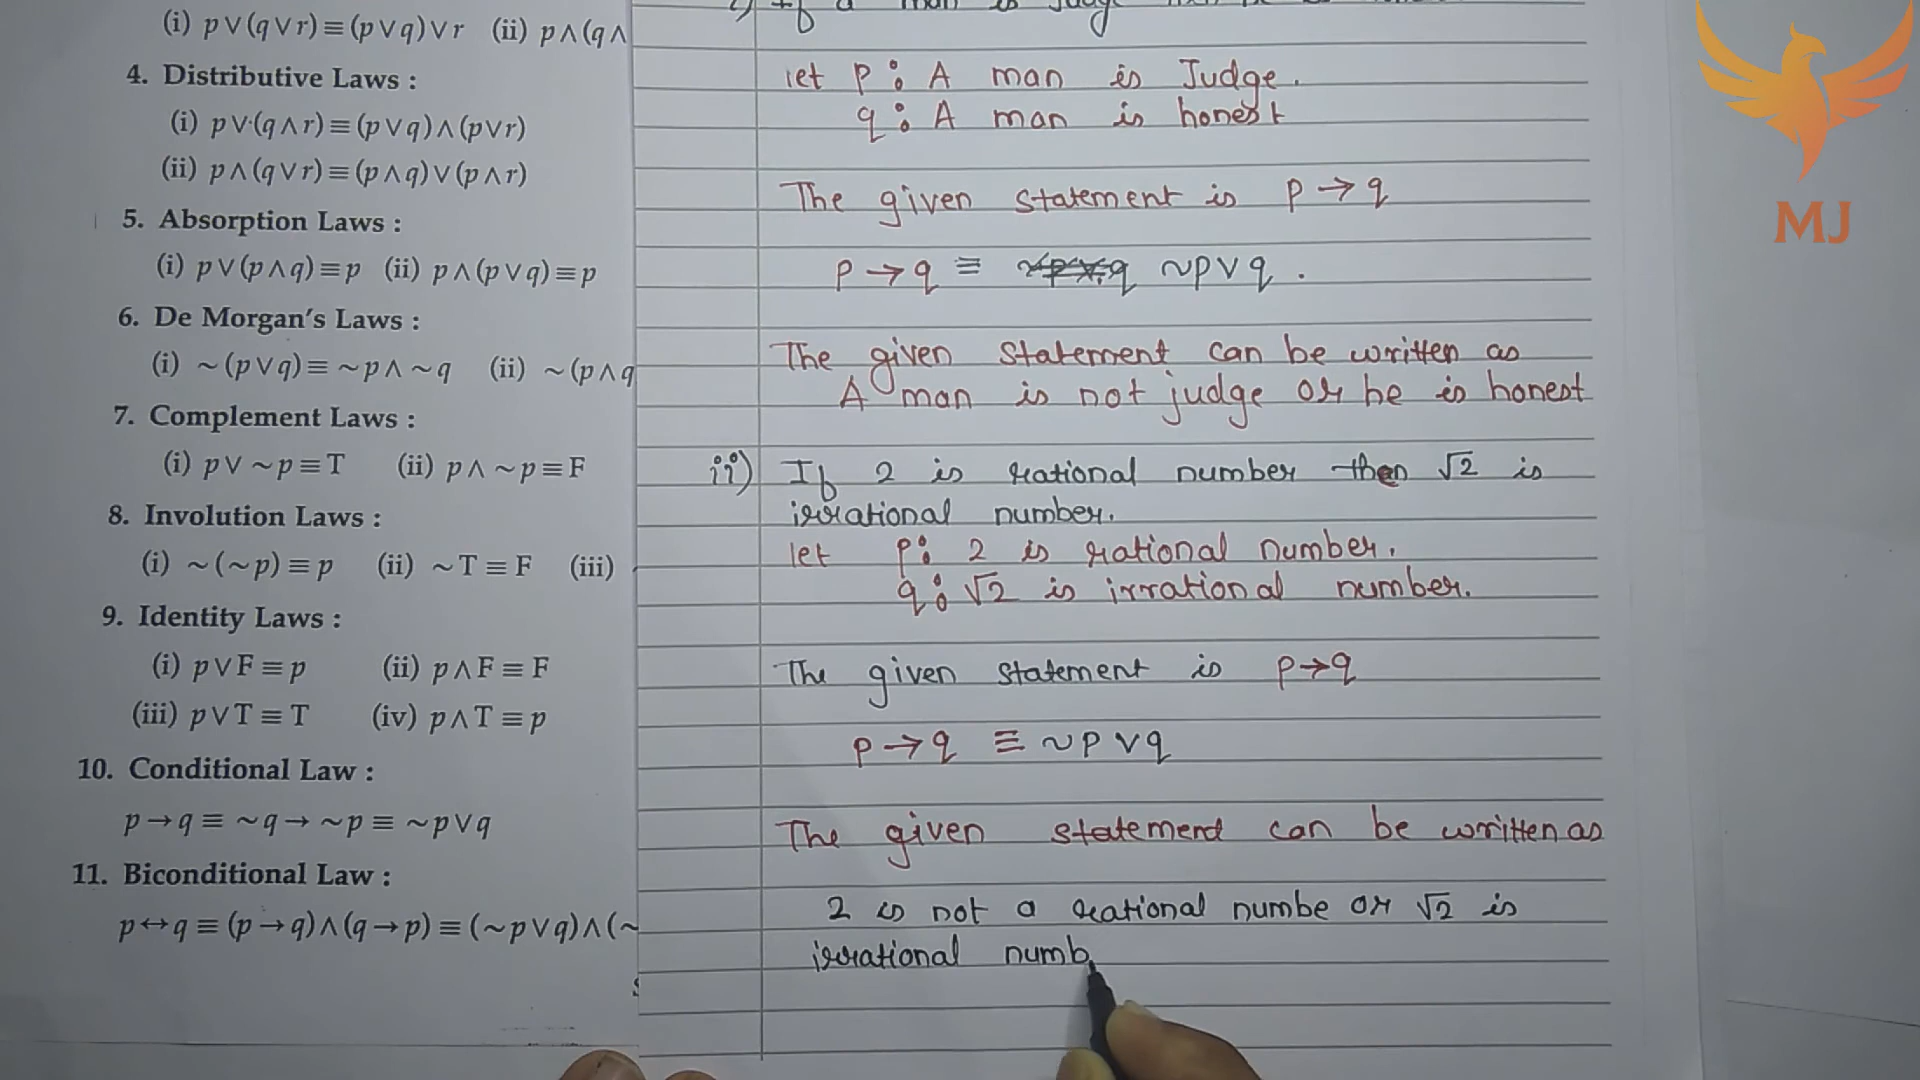 (i) p∨(q∨r)≡(p∨q)∨r (ii) p∧(q∧
4. Distributive Laws :
(i) p∨(q∧r)≡(p∨q)∧(p∨r)
(ii) p∧(q∨r)≡(p∧q)∨(p∧r)
5. Absorption Laws :
(i) p∨(p∧q)≡p (ii) p∧(p∨q)≡p
6. De Morgan's Laws :
(i) ~(p∨q)≡~p∧~q (ii) ~(p∧q
7. Complement Laws :
(i) p∨~p≡T (ii) p∧~p≡F
8. Involution Laws :
(i) ~(~p)≡p (ii) ~T≡F (iii)
9. Identity Laws :
(i) p∨F≡p (ii) p∧F≡F
(iii) p∨T≡T (iv) p∧T≡p
10. Conditional Law :
p→q≡~q→~p≡~p∨q
11. Biconditional Law :
p↔q≡(p→q)∧(q→p)≡(~p∨q)∧(~
If a man is Judge
let p : A man is Judge.
q : A man is honest
The given statement is p→q
p→q ≡ ~p∨q .
The given statement can be written as
A man is not judge or he is honest
ii) If 2 is rational number then √2 is
irrational number.
let p : 2 is rational number.
q : √2 is irrational number.
The given statement is p→q
p→q ≡ ~p∨q
The given statement can be written as
2 is not a rational numbe or √2 is
irrational numb
MJ